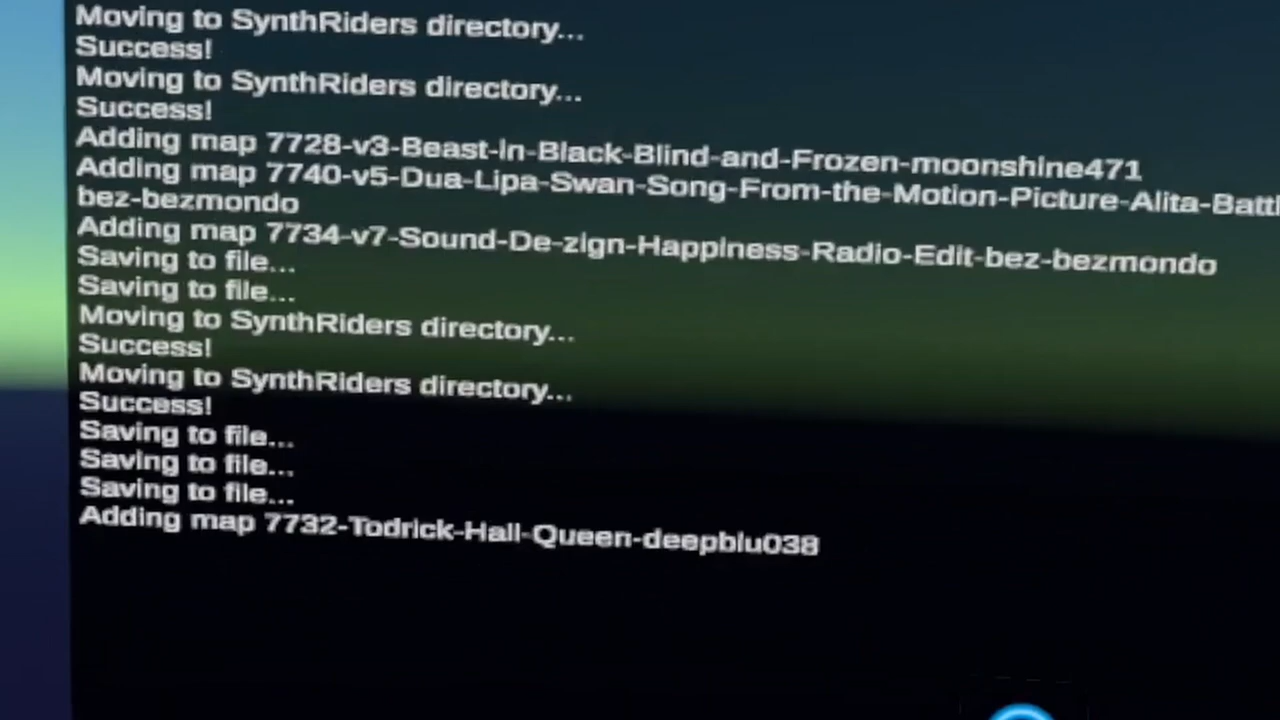 Moving to SynthRiders directory...
Success!
Moving to SynthRiders directory...
Success!
Adding map 7728-v3-Beast-in-Black-Blind-and-Frozen-moonshine471
Adding map 7740-v5-Dua-Lipa-Swan-Song-From-the-Motion-Picture-Alita-Battl
bez-bezmondo
Adding map 7734-v7-Sound-De-zign-Happiness-Radio-Edit-bez-bezmondo
Saving to file...
Saving to file...
Moving to SynthRiders directory...
Success!
Moving to SynthRiders directory...
Success!
Saving to file...
Saving to file...
Saving to file...
Adding map 7732-Todrick-Hall-Queen-deepblu038